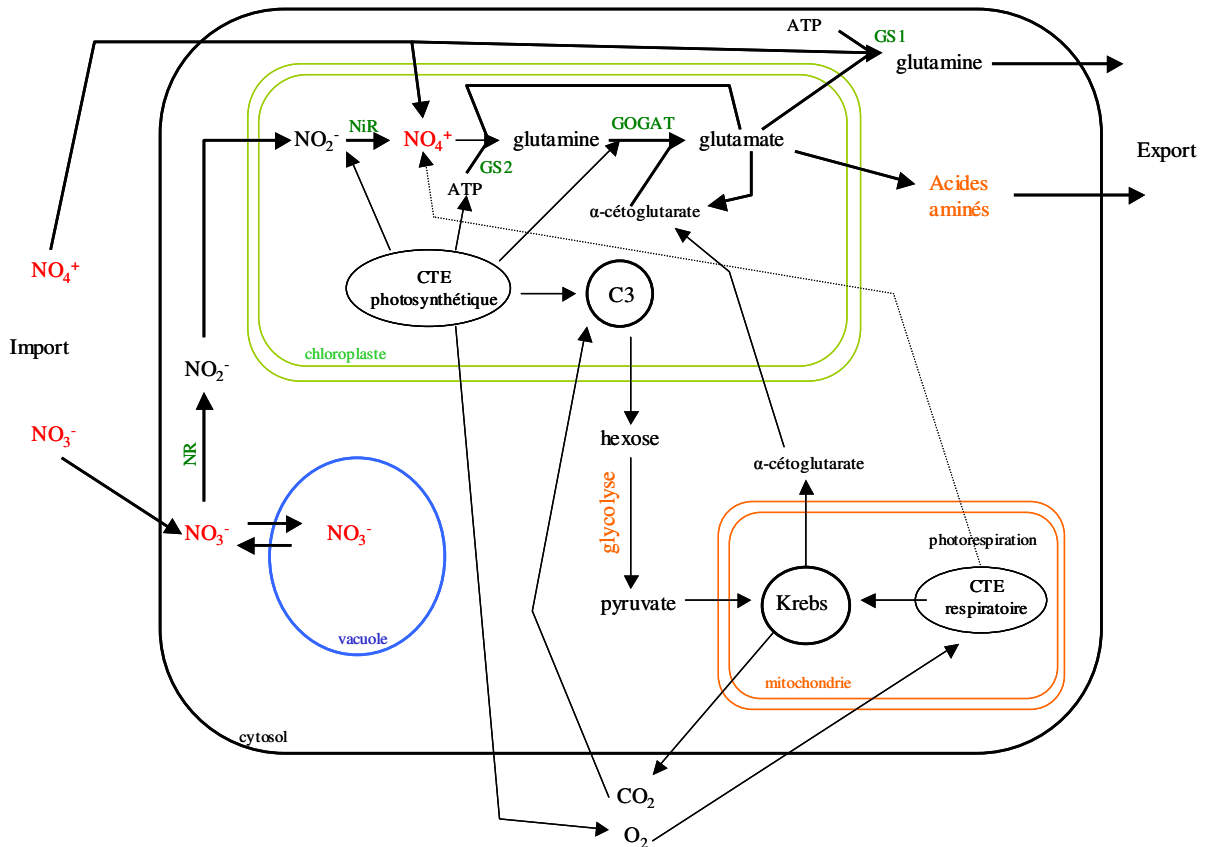 ATP
GS1
glutamine
NO₂⁻
NiR
NO₄⁺
GS2
glutamine
GOGAT
glutamate
ATP
α-cétoglutarate
Acides
aminés
Export
NO₄⁺
CTE
photosynthétique
C3
Import
chloroplaste
NO₂⁻
NO₃⁻
NR
hexose
α-cétoglutarate
glycolyse
NO₃⁻
NO₃⁻
photorespiration
CTE
respiratoire
pyruvate
Krebs
vacuole
mitochondrie
cytosol
CO₂
O₂